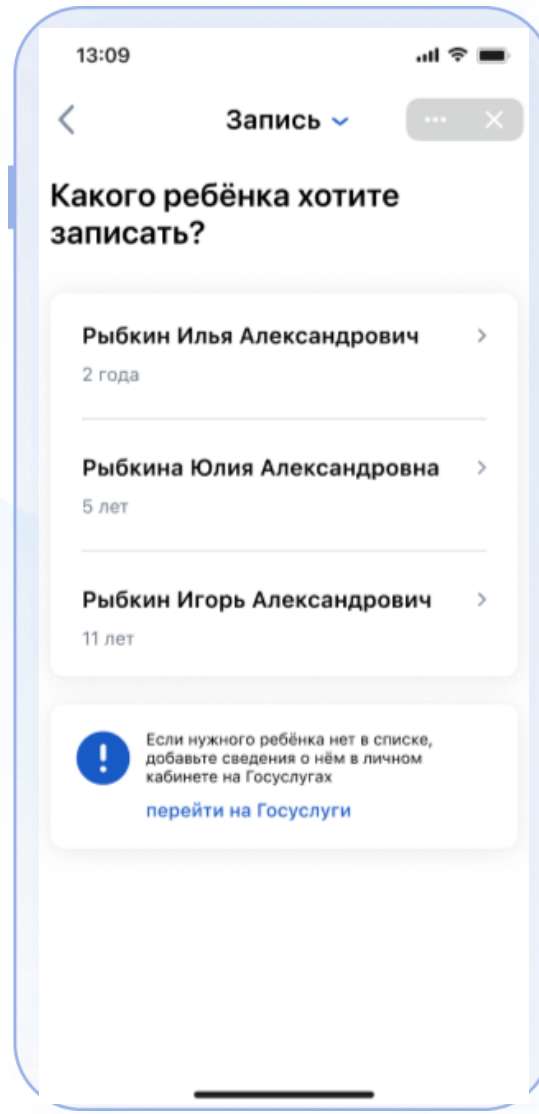 13:09
Запись
Какого ребёнка хотите
записать?
Рыбкин Илья Александрович
2 года
Рыбкина Юлия Александровна
5 лет
Рыбкин Игорь Александрович
11 лет
Если нужного ребёнка нет в списке,
добавьте сведения о нём в личном
кабинете на Госуслугах
перейти на Госуслуги